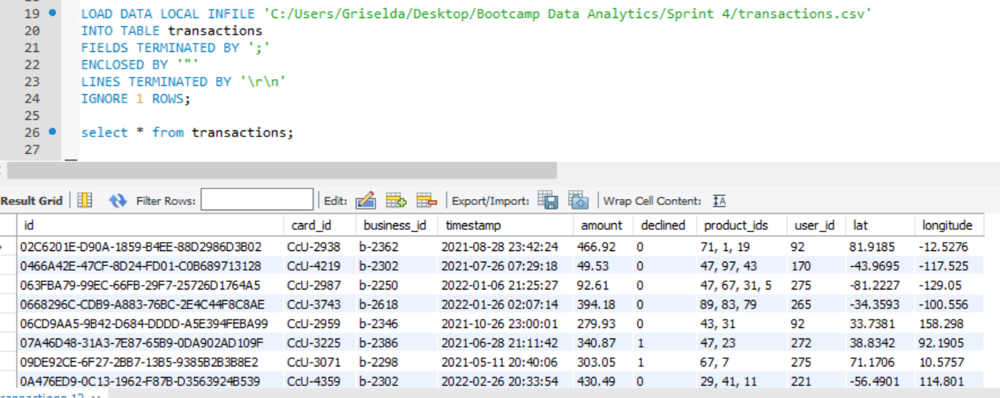 19 LOAD DATA LOCAL INFILE 'C:/Users/Griselda/Desktop/Bootcamp Data Analytics/Sprint 4/transactions.csv'
20 INTO TABLE transactions
21 FIELDS TERMINATED BY ';'
22 ENCLOSED BY '"'
23 LINES TERMINATED BY '\r\n'
24 IGNORE 1 ROWS;
25
26 select * from transactions;
27
Result Grid Filter Rows: Edit: Export/Import: Wrap Cell Content: IA
id card_id business_id timestamp amount declined product_ids user_id lat longitude
02C6201E-D90A-1859-B4EE-88D2986D3B02 CcU-2938 b-2362 2021-08-28 23:42:24 466.92 0 71, 1, 19 92 81.9185 -12.5276
0466A42E-47CF-8D24-FD01-C0B689713128 CcU-4219 b-2302 2021-07-26 07:29:18 49.53 0 47, 97, 43 170 -43.9695 -117.525
063FBA79-99EC-66FB-29F7-25726D1764A5 CcU-2987 b-2250 2022-01-06 21:25:27 92.61 0 47, 67, 31, 5 275 -81.2227 -129.05
0668296C-CDB9-A883-76BC-2E4C44F8C8AE CcU-3743 b-2618 2022-01-26 02:07:14 394.18 0 89, 83, 79 265 -34.3593 -100.556
06CD9AA5-9B42-D684-DDDD-A5E394FEBA99 CcU-2959 b-2346 2021-10-26 23:00:01 279.93 0 43, 31 92 33.7381 158.298
07A46D48-31A3-7E87-65B9-0DA902AD109F CcU-3225 b-2386 2021-06-28 21:11:42 340.87 1 47, 23 272 38.8342 92.1905
09DE92CE-6F27-2BB7-13B5-9385B2B3B8E2 CcU-3071 b-2298 2021-05-11 20:40:06 303.05 1 67, 7 275 71.1706 10.5757
0A476ED9-0C13-1962-F87B-D3563924B539 CcU-4359 b-2302 2022-02-26 20:33:54 430.49 0 29, 41, 11 221 -56.4901 114.801